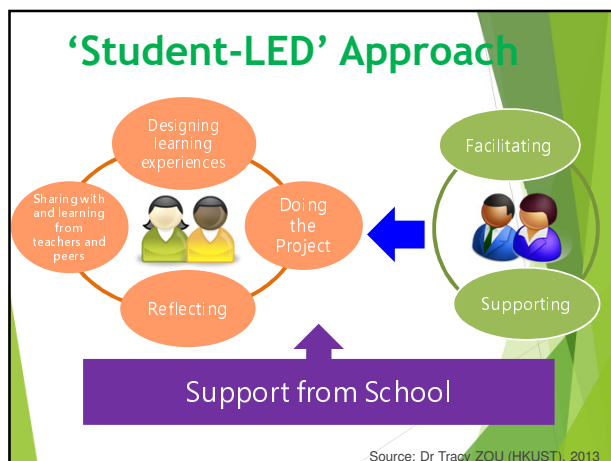 ‘Student-LED’ Approach
Designing
learning
experiences
Sharing with
and learning
from
teachers and
peers
Doing
the
Project
Reflecting
Facilitating
Supporting
Support from School
Source: Dr Tracy ZOU (HKUST), 2013